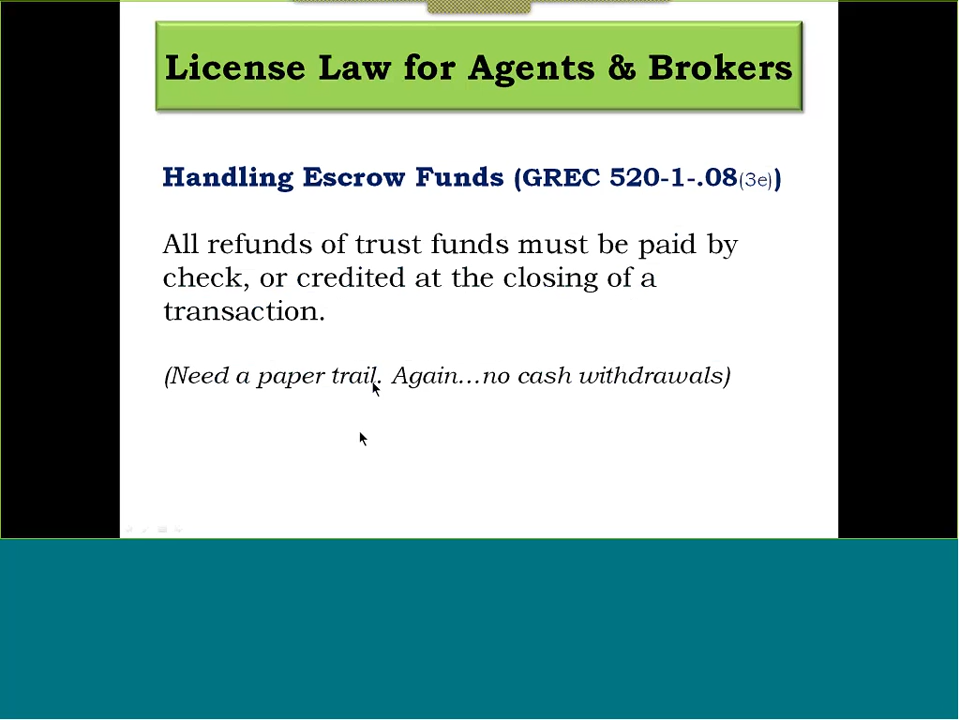 License Law for Agents & Brokers
Handling Escrow Funds (GREC 520-1-.08(3e))
All refunds of trust funds must be paid by
check, or credited at the closing of a
transaction.
(Need a paper trail. Again...no cash withdrawals)